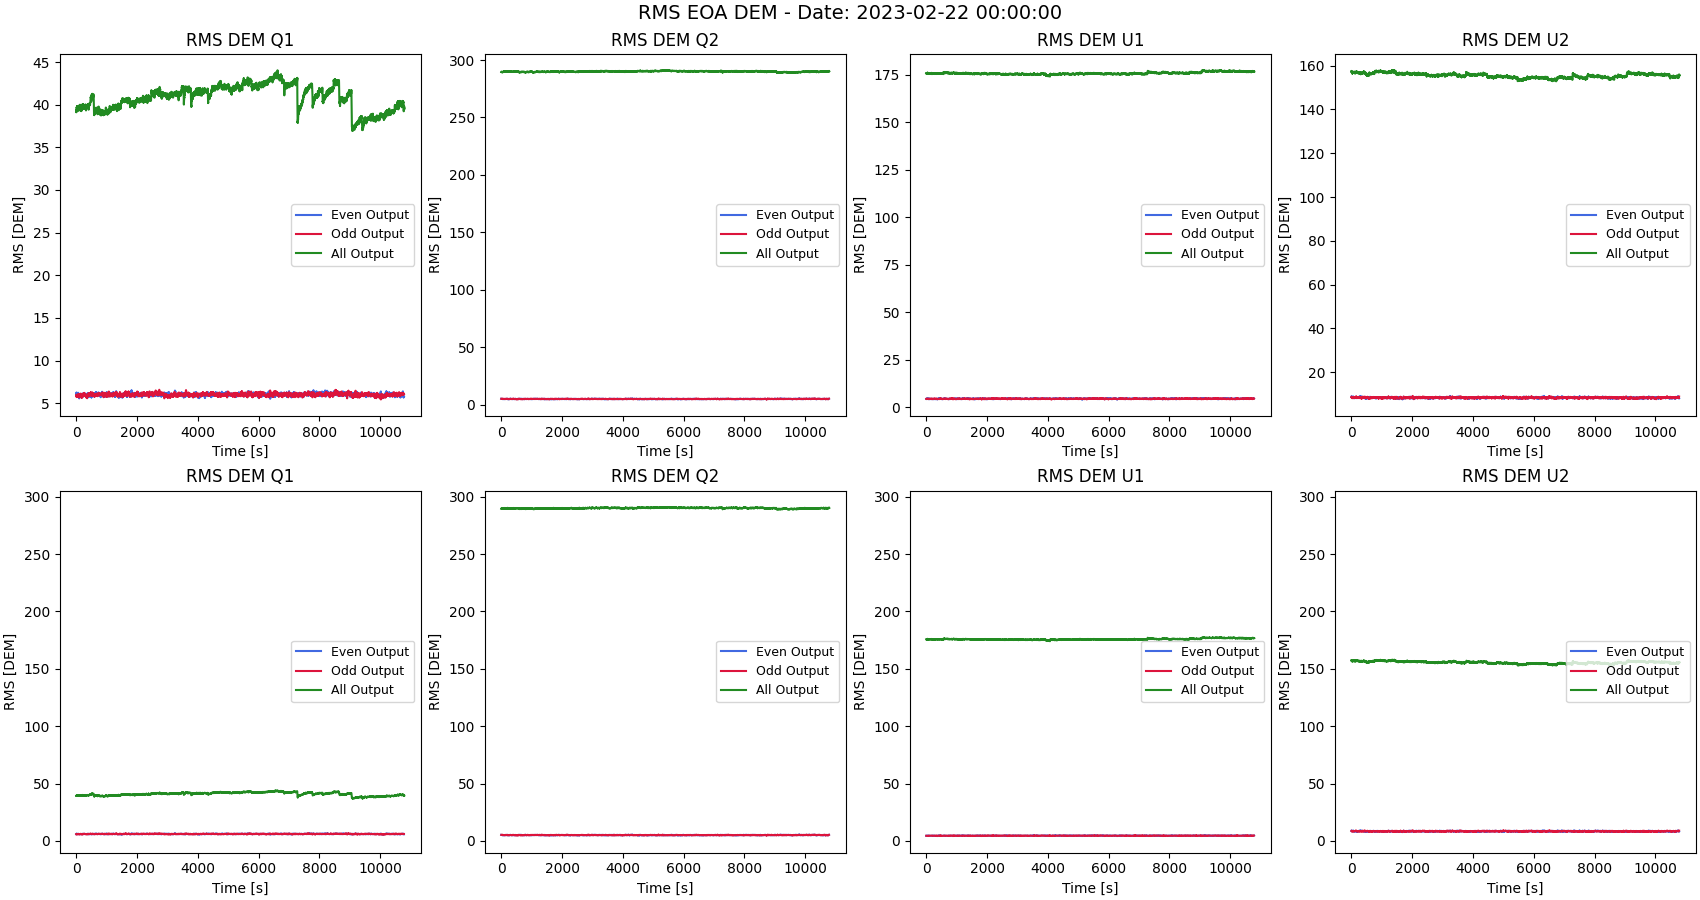 RMS EOA DEM - Date: 2023-02-22 00:00:00
RMS DEM Q1
45
40
35
30
25
20
15
10
5
RMS [DEM]
Even Output
Odd Output
All Output
0 2000 4000 6000 8000 10000
Time [s]
RMS DEM Q2
300
250
200
150
100
50
0
RMS [DEM]
Even Output
Odd Output
All Output
0 2000 4000 6000 8000 10000
Time [s]
RMS DEM U1
175
150
125
100
75
50
25
0
RMS [DEM]
Even Output
Odd Output
All Output
0 2000 4000 6000 8000 10000
Time [s]
RMS DEM U2
160
140
120
100
80
60
40
20
RMS [DEM]
Even Output
Odd Output
All Output
0 2000 4000 6000 8000 10000
Time [s]
RMS DEM Q1
300
250
200
150
100
50
0
RMS [DEM]
Even Output
Odd Output
All Output
0 2000 4000 6000 8000 10000
Time [s]
RMS DEM Q2
300
250
200
150
100
50
0
RMS [DEM]
Even Output
Odd Output
All Output
0 2000 4000 6000 8000 10000
Time [s]
RMS DEM U1
300
250
200
150
100
50
0
RMS [DEM]
Even Output
Odd Output
All Output
0 2000 4000 6000 8000 10000
Time [s]
RMS DEM U2
300
250
200
150
100
50
0
RMS [DEM]
Even Output
Odd Output
All Output
0 2000 4000 6000 8000 10000
Time [s]